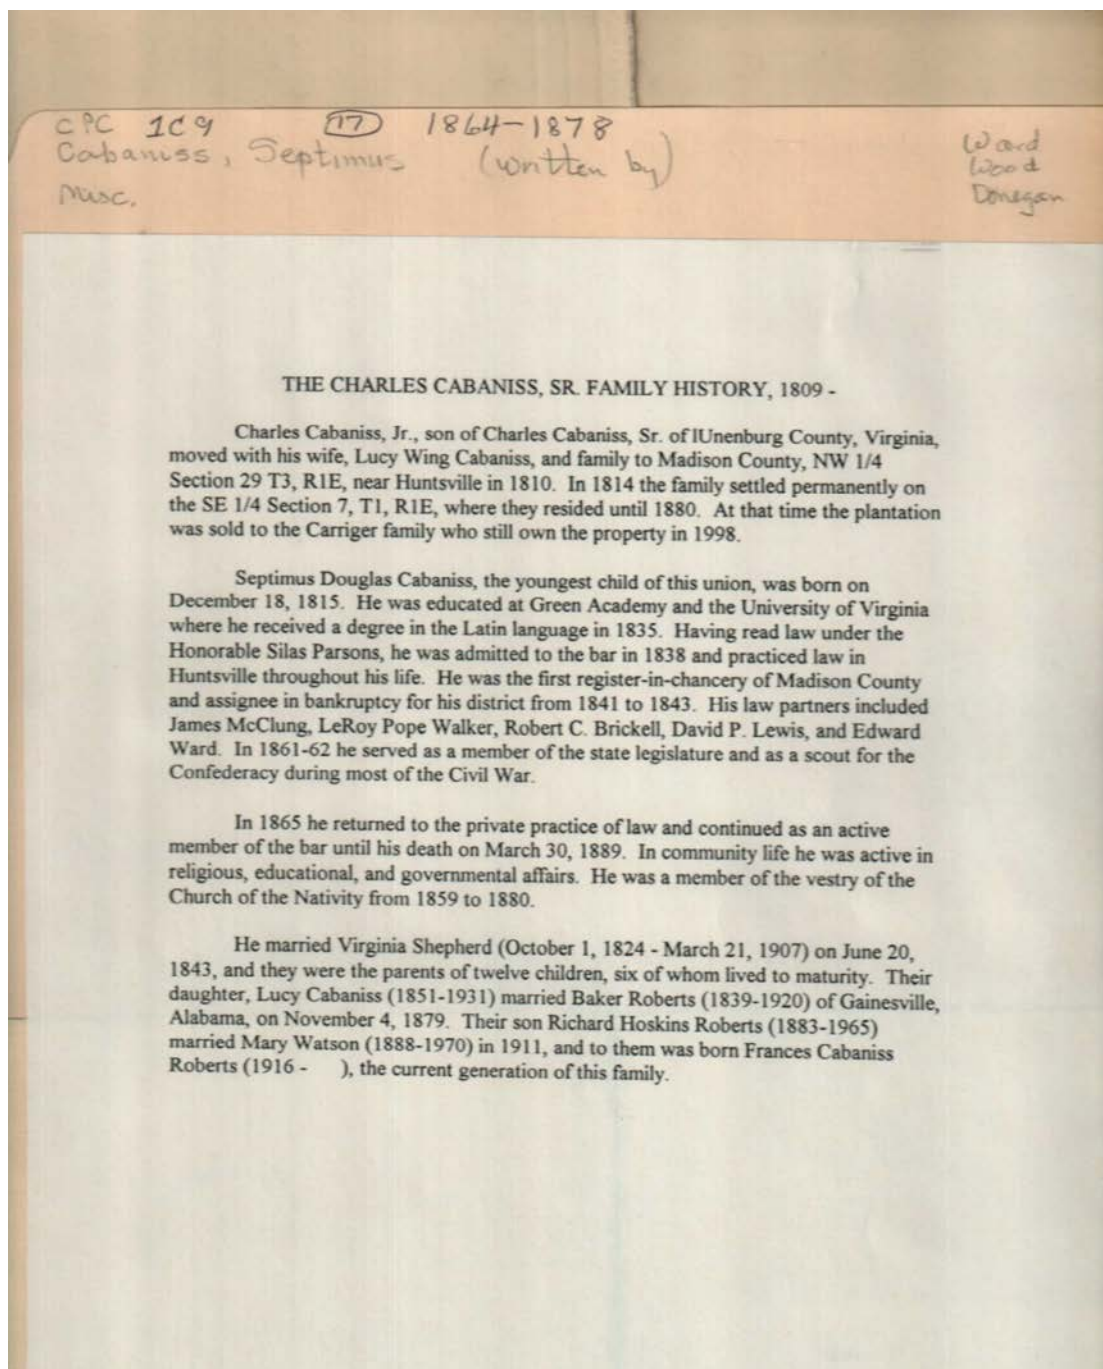 CPC 1C9 17 1864-1878
Cabaniss, Septimus (written by)
Misc.
Ward
Wood
Donegan
THE CHARLES CABANISS, SR. FAMILY HISTORY, 1809 -
Charles Cabaniss, Jr., son of Charles Cabaniss, Sr. of lUnenburg County, Virginia,
moved with his wife, Lucy Wing Cabaniss, and family to Madison County, NW 1/4
Section 29 T3, R1E, near Huntsville in 1810. In 1814 the family settled permanently on
the SE 1/4 Section 7, T1, R1E, where they resided until 1880. At that time the plantation
was sold to the Carriger family who still own the property in 1998.
Septimus Douglas Cabaniss, the youngest child of this union, was born on
December 18, 1815. He was educated at Green Academy and the University of Virginia
where he received a degree in the Latin language in 1835. Having read law under the
Honorable Silas Parsons, he was admitted to the bar in 1838 and practiced law in
Huntsville throughout his life. He was the first register-in-chancery of Madison County
and assignee in bankruptcy for his district from 1841 to 1843. His law partners included
James McClung, LeRoy Pope Walker, Robert C. Brickell, David P. Lewis, and Edward
Ward. In 1861-62 he served as a member of the state legislature and as a scout for the
Confederacy during most of the Civil War.
In 1865 he returned to the private practice of law and continued as an active
member of the bar until his death on March 30, 1889. In community life he was active in
religious, educational, and governmental affairs. He was a member of the vestry of the
Church of the Nativity from 1859 to 1880.
He married Virginia Shepherd (October 1, 1824 - March 21, 1907) on June 20,
1843, and they were the parents of twelve children, six of whom lived to maturity. Their
daughter, Lucy Cabaniss (1851-1931) married Baker Roberts (1839-1920) of Gainesville,
Alabama, on November 4, 1879. Their son Richard Hoskins Roberts (1883-1965)
married Mary Watson (1888-1970) in 1911, and to them was born Frances Cabaniss
Roberts (1916 - ), the current generation of this family.